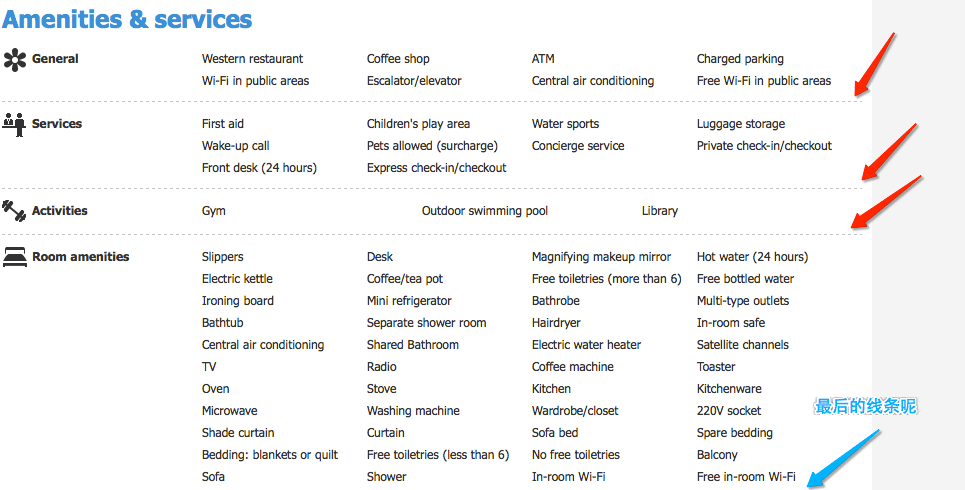 Amenities & services
General Western restaurant Coffee shop ATM Charged parking
Wi-Fi in public areas Escalator/elevator Central air conditioning Free Wi-Fi in public areas
Services First aid Children's play area Water sports Luggage storage
Wake-up call Pets allowed (surcharge) Concierge service Private check-in/checkout
Front desk (24 hours) Express check-in/checkout
Activities Gym Outdoor swimming pool Library
Room amenities Slippers Desk Magnifying makeup mirror Hot water (24 hours)
Electric kettle Coffee/tea pot Free toiletries (more than 6) Free bottled water
Ironing board Mini refrigerator Bathrobe Multi-type outlets
Bathtub Separate shower room Hairdryer In-room safe
Central air conditioning Shared Bathroom Electric water heater Satellite channels
TV Radio Coffee machine Toaster
Oven Stove Kitchen Kitchenware
Microwave Washing machine Wardrobe/closet 220V socket
最后的线条呢
Shade curtain Curtain Sofa bed Spare bedding
Bedding: blankets or quilt Free toiletries (less than 6) No free toiletries Balcony
Sofa Shower In-room Wi-Fi Free in-room Wi-Fi